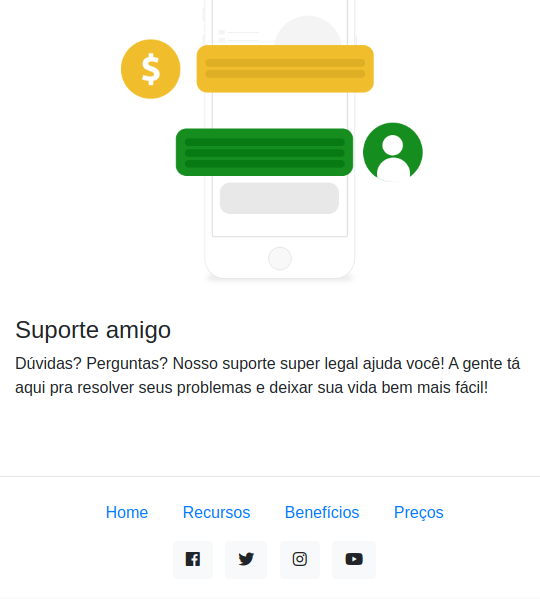 $
Suporte amigo
Dúvidas? Perguntas? Nosso suporte super legal ajuda você! A gente tá
aqui pra resolver seus problemas e deixar sua vida bem mais fácil!
Home Recursos Benefícios Preços